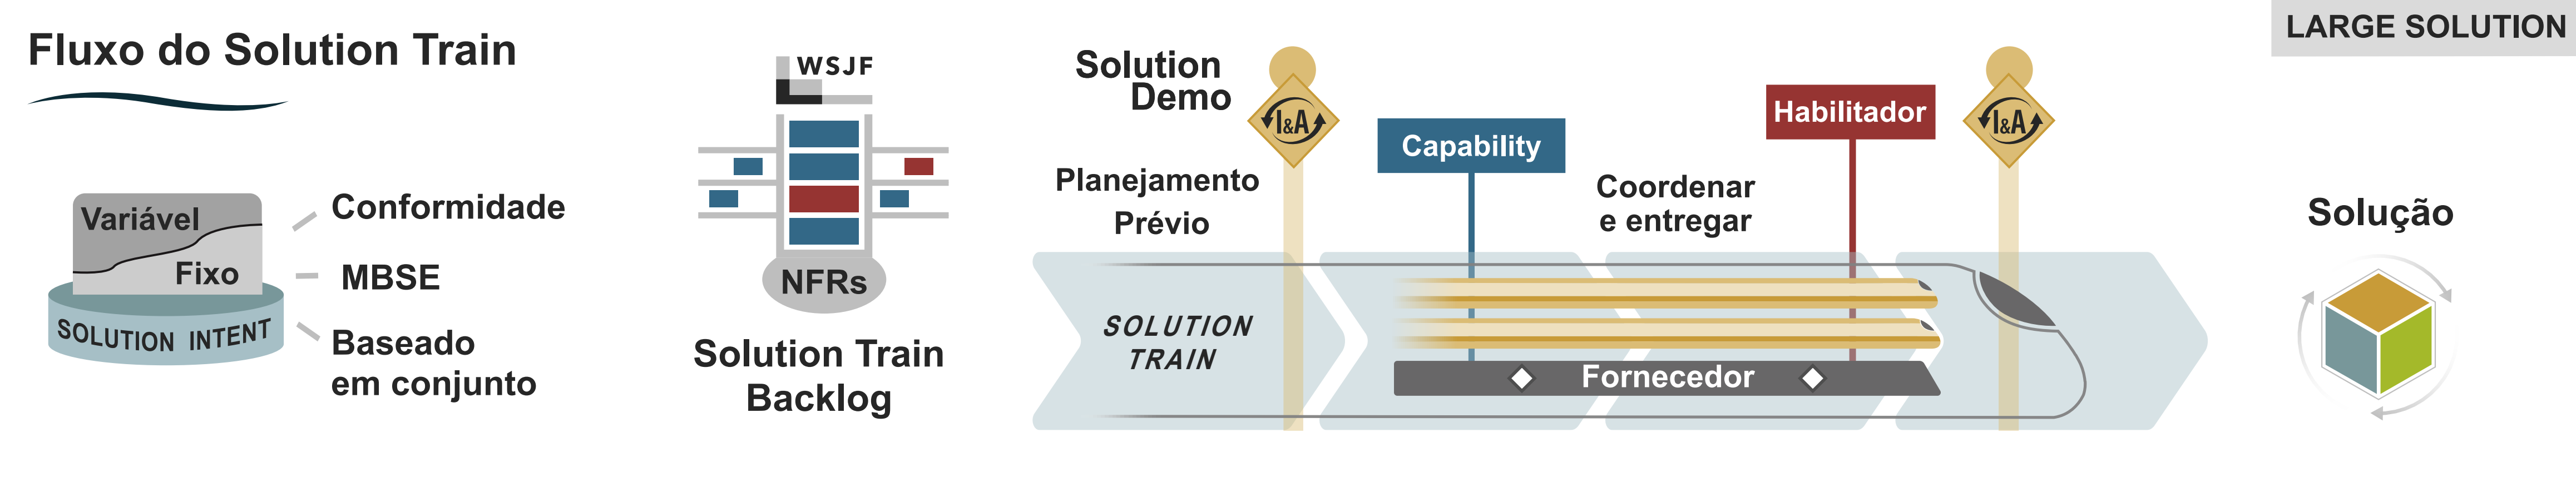 Fluxo do Solution Train
Variável
Fixo
SOLUTION INTENT
Conformidade
MBSE
Baseado
em conjunto
WSJF
NFRs
Solution Train
Backlog
Solution
Demo
Planejamento
Prévio
I&A
Capability
Coordenar
e entregar
Habilitador
I&A
SOLUTION
TRAIN
Fornecedor
LARGE SOLUTION
Solução